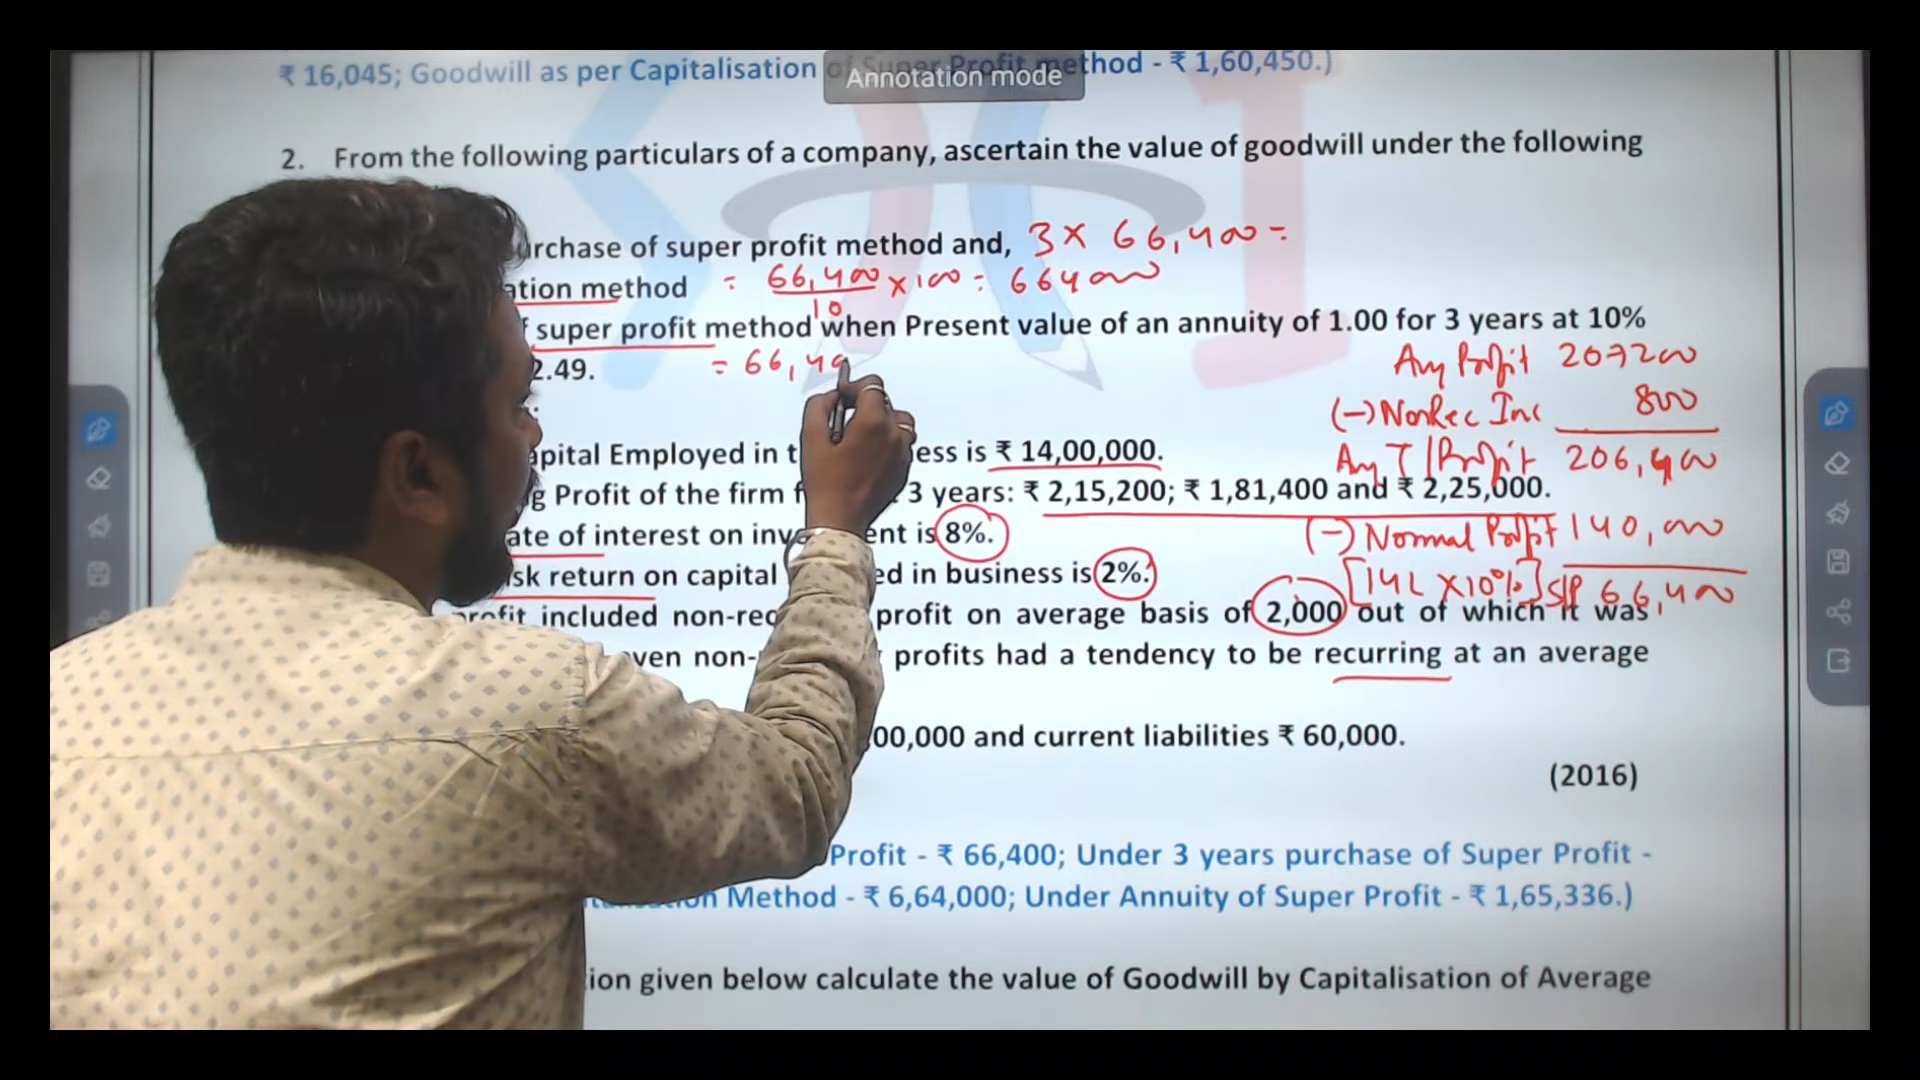 ₹ 16,045; Goodwill as per Capitalisation of Super Profit method - ₹ 1,60,450.)
Annotation mode
2. From the following particulars of a company, ascertain the value of goodwill under the following
urchase of super profit method and, 3 × 66,400 =
ation method = 66,400 / 10 × 100 = 664000
f super profit method when Present value of an annuity of 1.00 for 3 years at 10%
2.49. = 66,40
Avg Profit 207200
(-) NonRec Inc 800
Avg T/Profit 206,400
apital Employed in t ess is ₹ 14,00,000.
g Profit of the firm f 3 years: ₹ 2,15,200; ₹ 1,81,400 and ₹ 2,25,000.
(-) Normal Profit 140,000
ate of interest on inve ent is 8%.
[14L × 10%] S/P 66,400
isk return on capital ed in business is 2%.
profit included non-rec profit on average basis of 2,000 out of which it was
ven non- profits had a tendency to be recurring at an average
00,000 and current liabilities ₹ 60,000.
(2016)
Profit - ₹ 66,400; Under 3 years purchase of Super Profit -
Method - ₹ 6,64,000; Under Annuity of Super Profit - ₹ 1,65,336.)
ion given below calculate the value of Goodwill by Capitalisation of Average